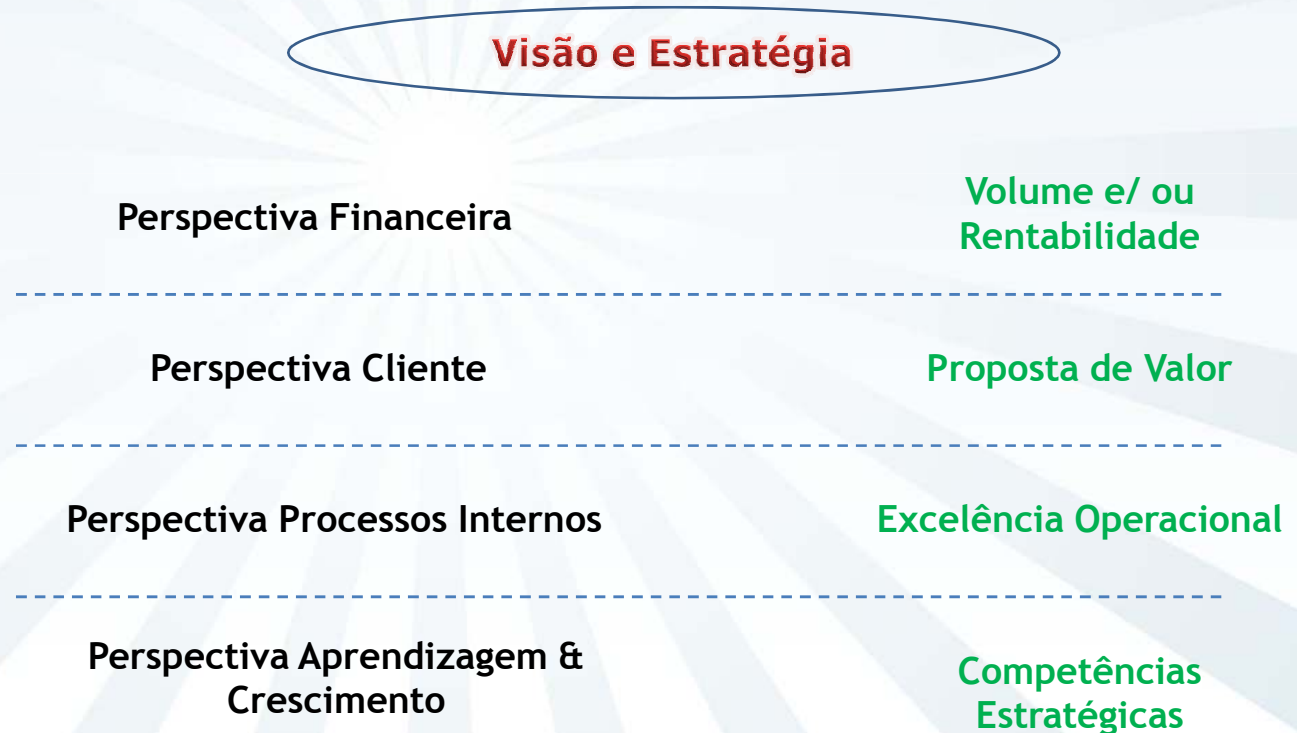 Visão e Estratégia
Perspectiva Financeira
Volume e/ ou
Rentabilidade
Perspectiva Cliente
Proposta de Valor
Perspectiva Processos Internos
Excelência Operacional
Perspectiva Aprendizagem &
Crescimento
Competências
Estratégicas